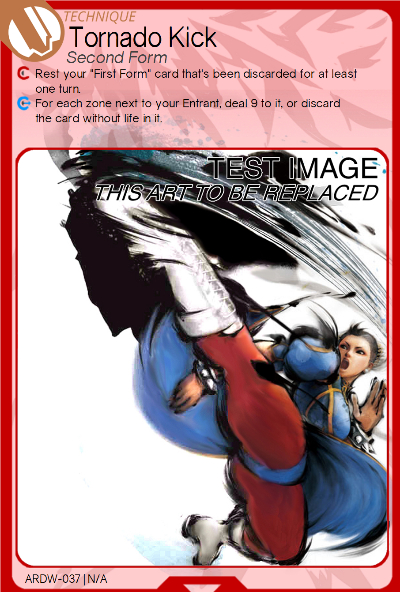 TECHNIQUE
Tornado Kick
Second Form
Rest your "First Form" card that's been discarded for at least
one turn.
For each zone next to your Entrant, deal 9 to it, or discard
the card without life in it.
TEST IMAGE
THIS ART TO BE REPLACED
ARDW-037|N/A